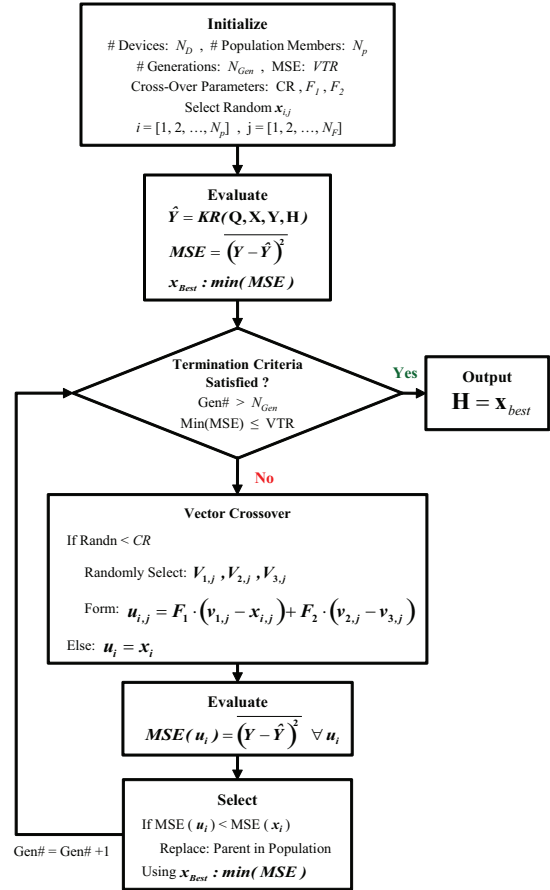 Initialize
# Devices: N_D , # Population Members: N_p
# Generations: N_Gen , MSE: VTR
Cross-Over Parameters: CR , F_1 , F_2
Select Random x_i,j
i = [1, 2, …, N_p] , j = [1, 2, …, N_F]
Evaluate
Ŷ = KR(Q, X, Y, H)
MSE = \overline{(Y − Ŷ)^2}
x_Best : min( MSE )
Termination Criteria
Satisfied ?
Gen# > N_Gen
Min(MSE) ≤ VTR
Yes
Output
H = x_best
No
Vector Crossover
If Randn < CR
Randomly Select: V_1,j , V_2,j , V_3,j
Form: u_i,j = F_1 · (v_1,j − x_i,j) + F_2 · (v_2,j − v_3,j)
Else: u_i = x_i
Evaluate
MSE( u_i ) = \overline{(Y − Ŷ)^2} ∀ u_i
Select
If MSE ( u_i ) < MSE ( x_i )
Replace: Parent in Population
Using x_Best : min( MSE )
Gen# = Gen# +1